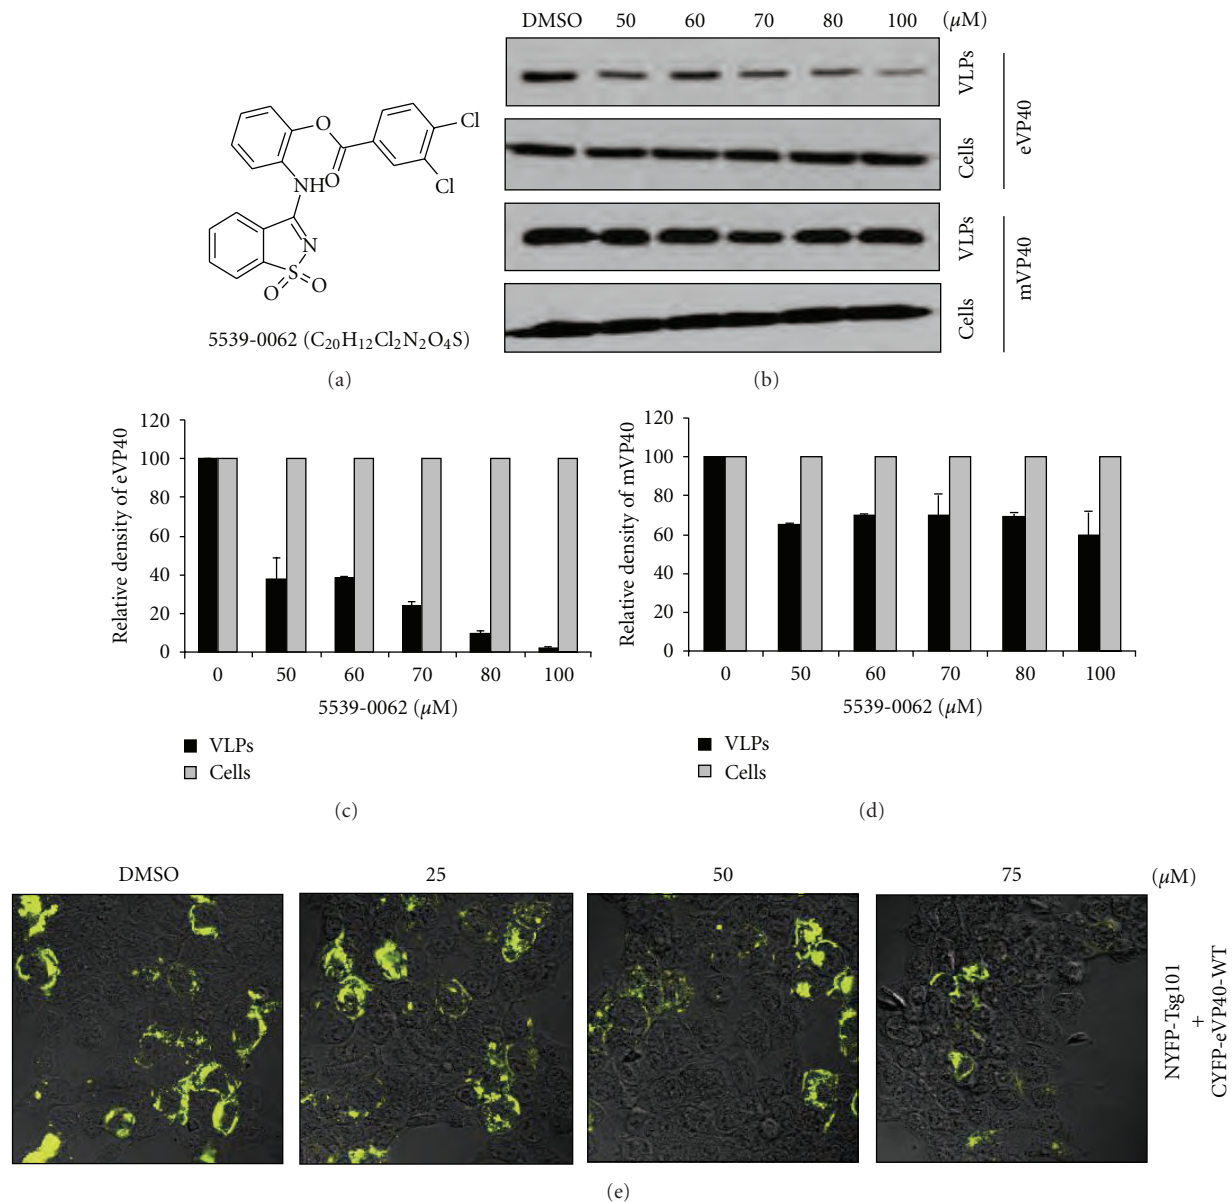 DMSO 50 60 70 80 100 (μM)
VLPs
Cells
eVP40
VLPs
Cells
mVP40
O
O
Cl
Cl
NH
N
S
O
O
5539-0062 (C₂₀H₁₂Cl₂N₂O₄S)
(a)
(b)
Relative density of eVP40
120
100
80
60
40
20
0
0 50 60 70 80 100
5539-0062 (μM)
VLPs
Cells
(c)
Relative density of mVP40
120
100
80
60
40
20
0
0 50 60 70 80 100
5539-0062 (μM)
VLPs
Cells
(d)
DMSO 25 50 75 (μM)
NYFP-Tsg101
+
CYFP-eVP40-WT
(e)